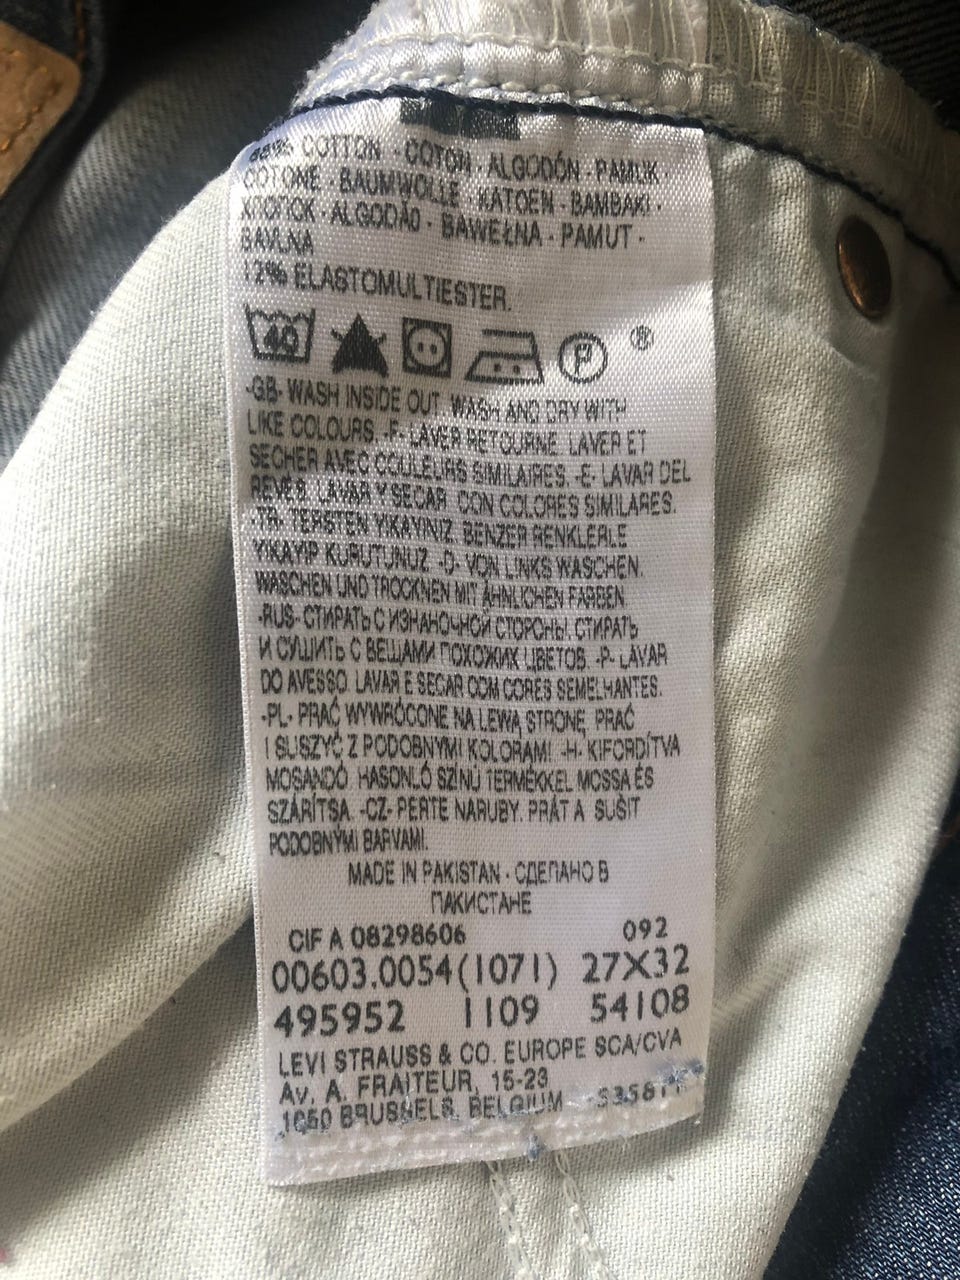 88% COTTON - COTON - ALGODÓN - PAMUK -
COTONE - BAUMWOLLE - KATOEN - BAMBAKI -
ХЛОПОК - ALGODÃO - BAWEŁNA - PAMUT -
BAVLNA
12% ELASTOMULTIESTER.
40 P ®
-GB- WASH INSIDE OUT. WASH AND DRY WITH
LIKE COLOURS. -F- LAVER RETOURNE. LAVER ET
SECHER AVEC COULEURS SIMILAIRES. -E- LAVAR DEL
REVES. LAVAR Y SECAR CON COLORES SIMILARES.
-TR- TERSTEN YIKAYINIZ. BENZER RENKLERLE
YIKAYIP KURUTUNUZ -D- VON LINKS WASCHEN.
WASCHEN UND TROCKNEN MIT ÄHNLICHEN FARBEN
-RUS- СТИРАТЬ С ИЗНАНОЧНОЙ СТОРОНЫ. СТИРАТЬ
И СУШИТЬ С ВЕЩАМИ ПОХОЖИХ ЦВЕТОВ. -P- LAVAR
DO AVESSO. LAVAR E SECAR COM CORES SEMELHANTES.
-PL- PRAĆ WYWRÓCONE NA LEWĄ STRONĘ. PRAĆ
I SUSZYĆ Z PODOBNYMI KOLORAMI -H- KIFORDÍTVA
MOSANDÓ. HASONLÓ SZÍNŰ TERMÉKKEL MOSSA ÉS
SZÁRÍTSA. -CZ- PERTE NARUBY. PRÁT A SUŠIT
PODOBNÝMI BARVAMI.
MADE IN PAKISTAN - СДЕЛАНО В
ПАКИСТАНЕ
CIF A 08298606 092
00603.0054(1071) 27X32
495952 1109 54108
LEVI STRAUSS & CO. EUROPE SCA/CVA
AV. A. FRAITEUR, 15-23
1050 BRUSSELS, BELGIUM